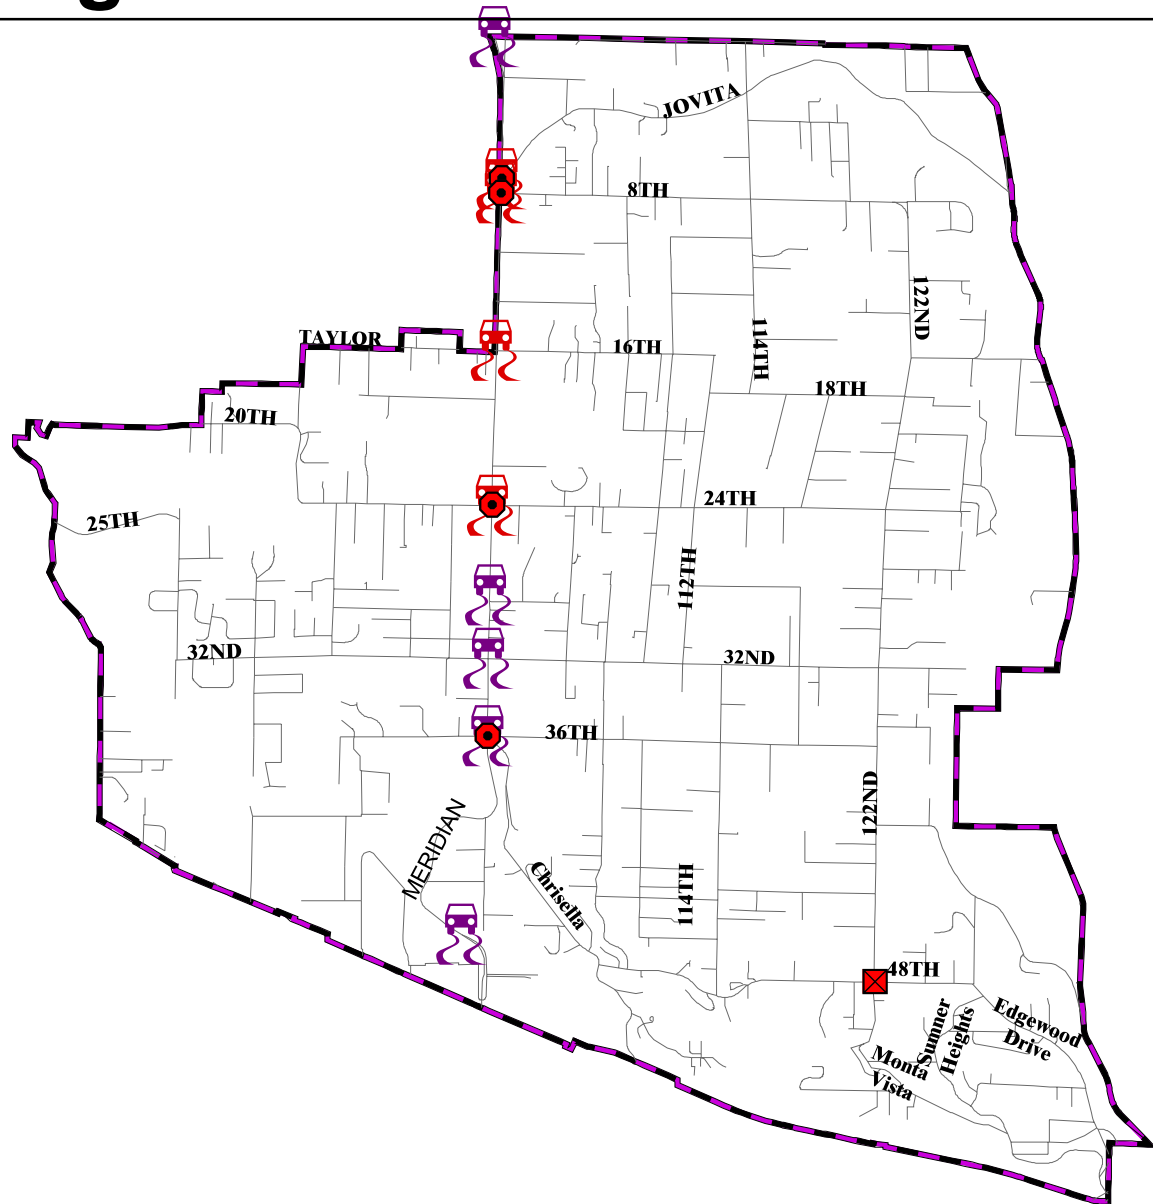 g
JOVITA
8TH
122ND
114TH
TAYLOR
16TH
18TH
20TH
24TH
25TH
112TH
32ND
32ND
36TH
122ND
MERIDIAN
Chrisella
114TH
48TH
Sumner
Heights
Edgewood
Drive
Monta
Vista